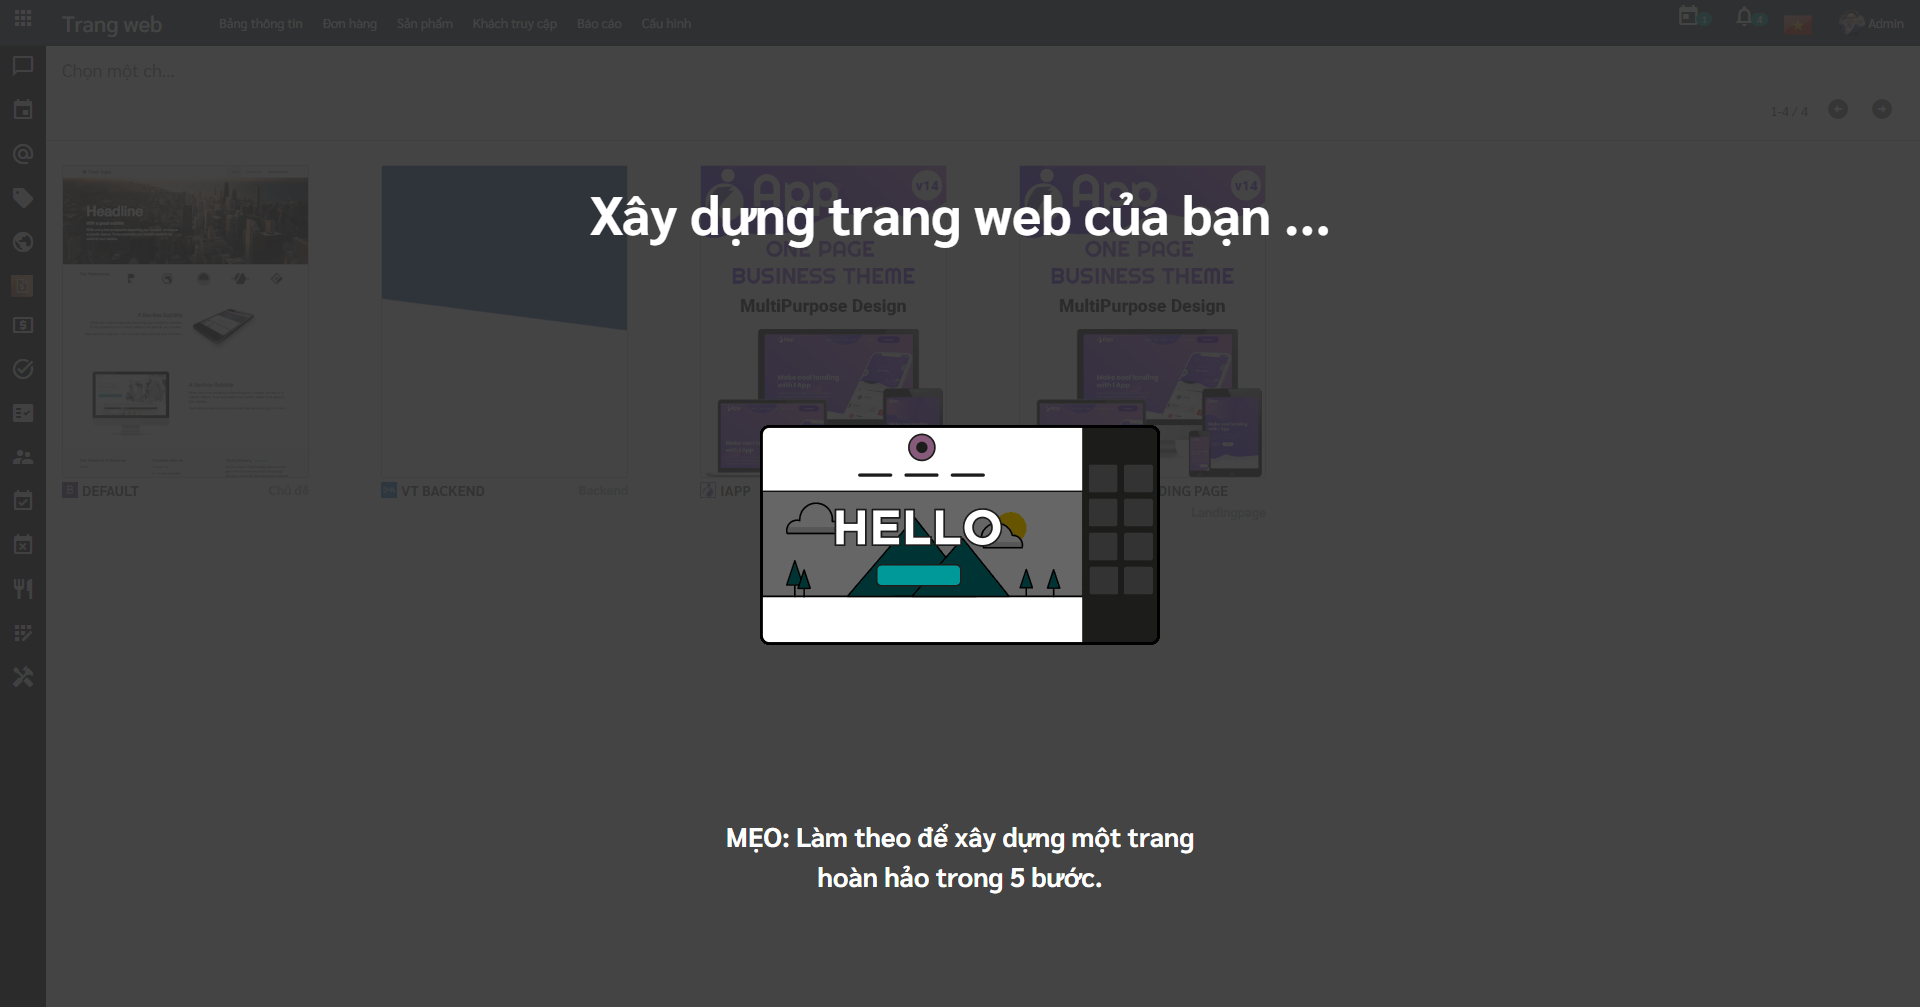 Trang web
Bảng thông tin
Đơn hàng
Sản phẩm
Khách truy cập
Báo cáo
Cấu hình
Admin
Chọn một ch...
1-4 / 4
Xây dựng trang web của bạn ...
Headline
App
v14
ONE PAGE
BUSINESS THEME
MultiPurpose Design
App
v14
ONE PAGE
BUSINESS THEME
MultiPurpose Design
DEFAULT
Chủ đề
VT BACKEND
Backend
IAPP
DING PAGE
Landingpage
HELLO
MẸO: Làm theo để xây dựng một trang
hoàn hảo trong 5 bước.